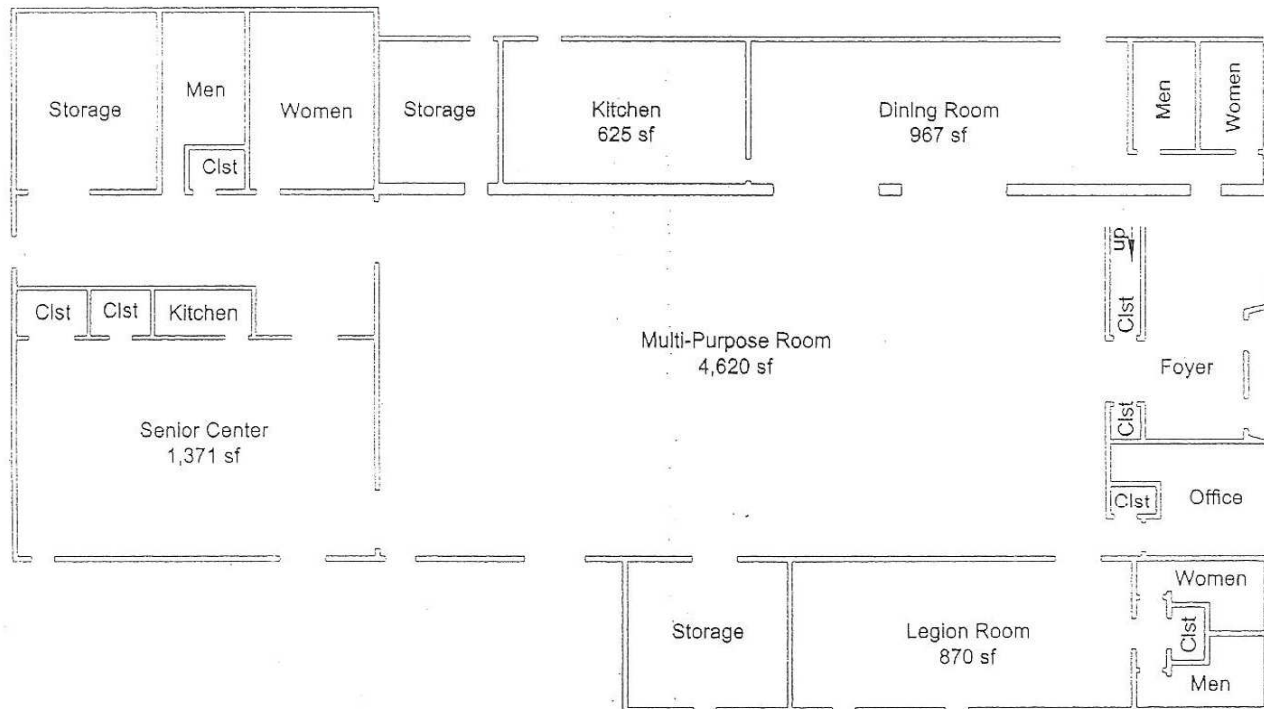 Storage
Men
Clst
Women
Storage
Kitchen
625 sf
Dining Room
967 sf
Men
Women
up
Clst
Clst
Clst
Kitchen
Multi-Purpose Room
4,620 sf
Foyer
Senior Center
1,371 sf
Clst
Clst
Office
Storage
Legion Room
870 sf
Women
Clst
Men